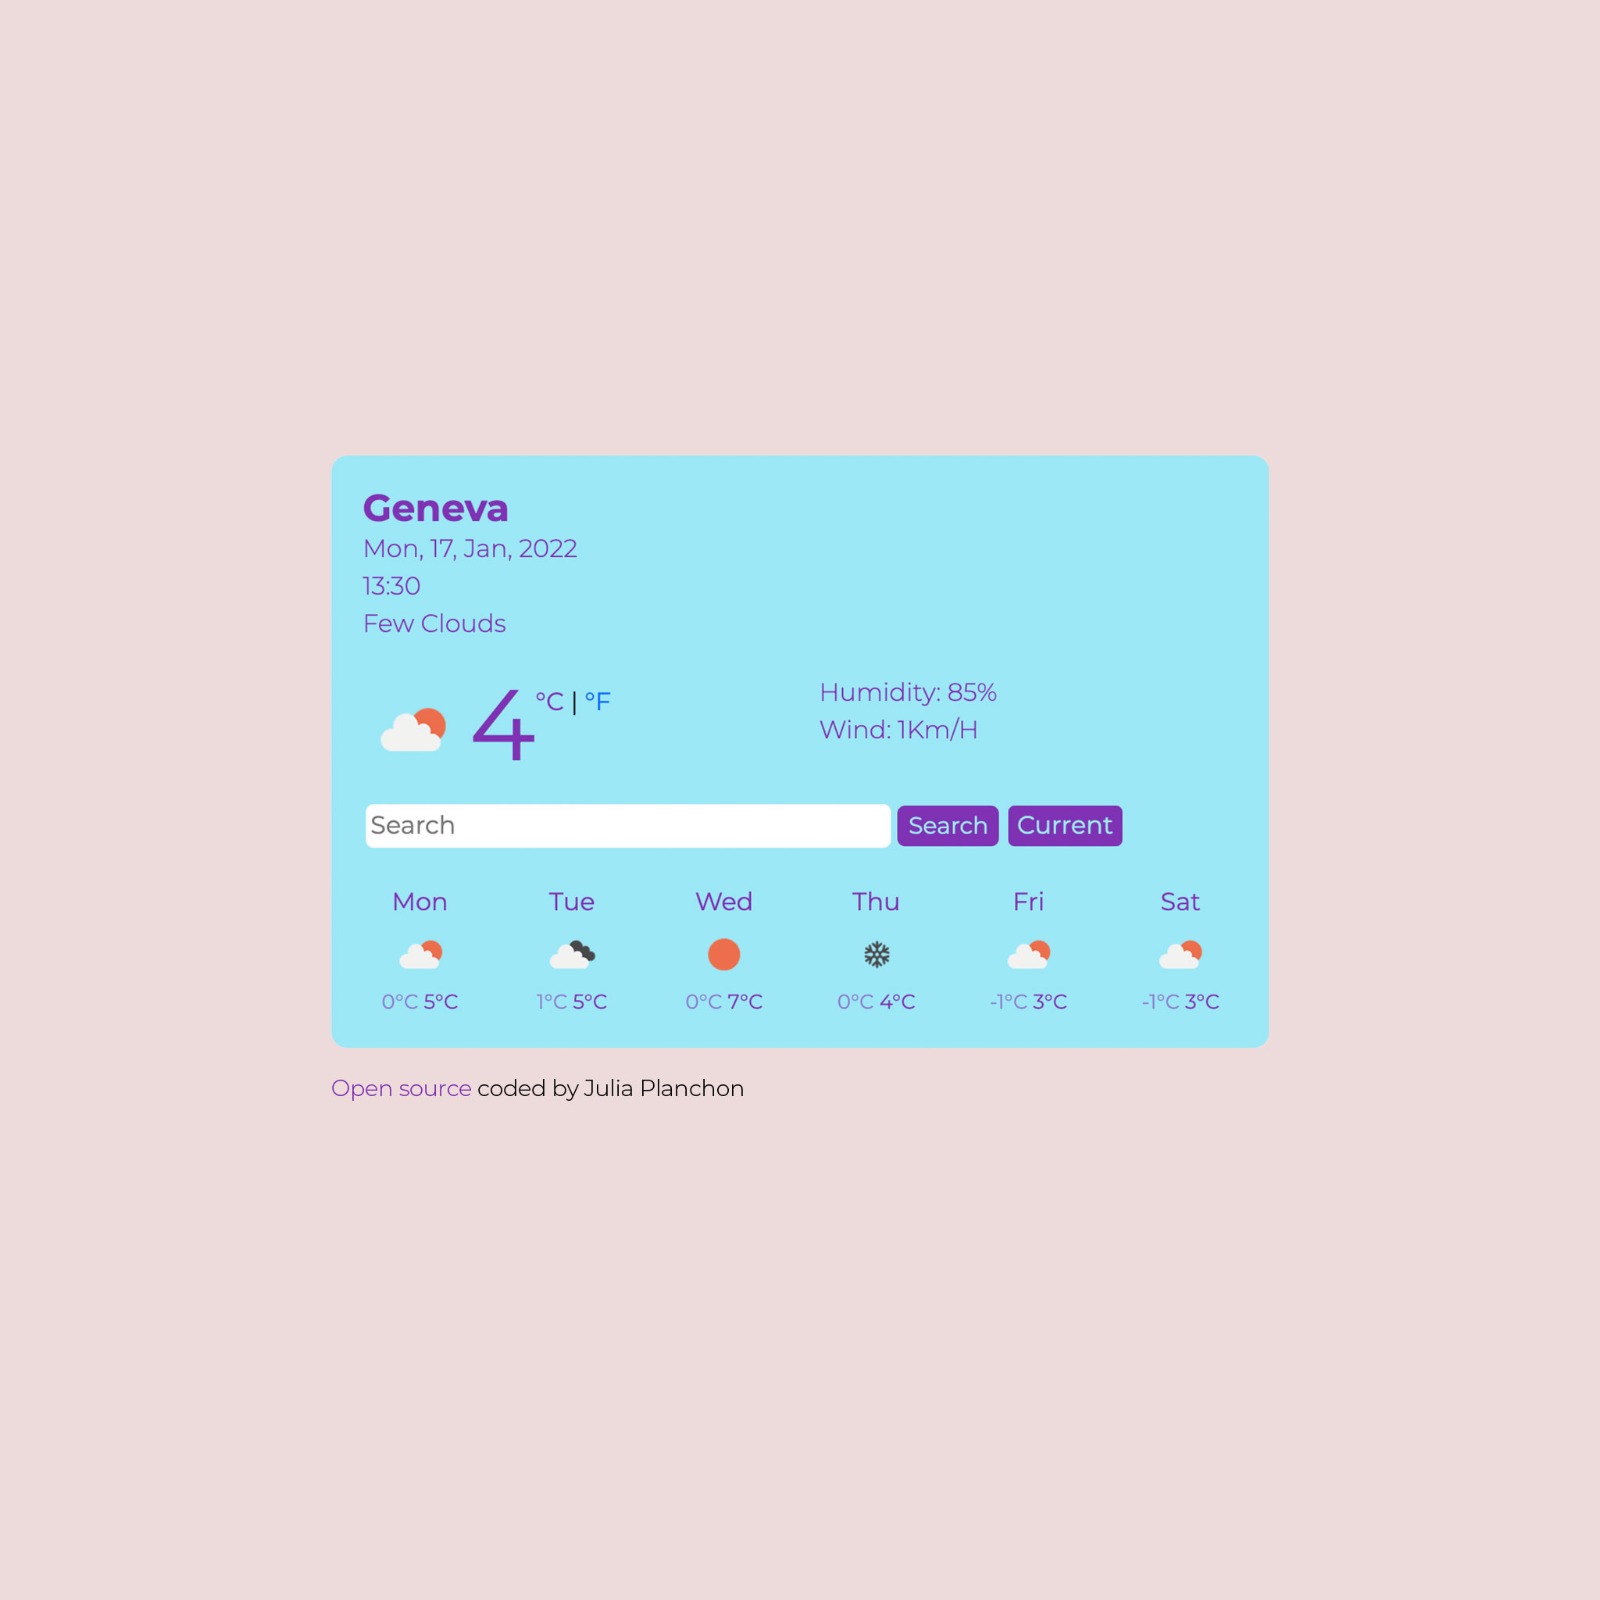 Geneva
Mon, 17, Jan, 2022
13:30
Few Clouds
4 °C | °F
Humidity: 85%
Wind: 1Km/H
Search Search Current
Mon Tue Wed Thu Fri Sat
0°C 5°C 1°C 5°C 0°C 7°C 0°C 4°C -1°C 3°C -1°C 3°C
Open source coded by Julia Planchon